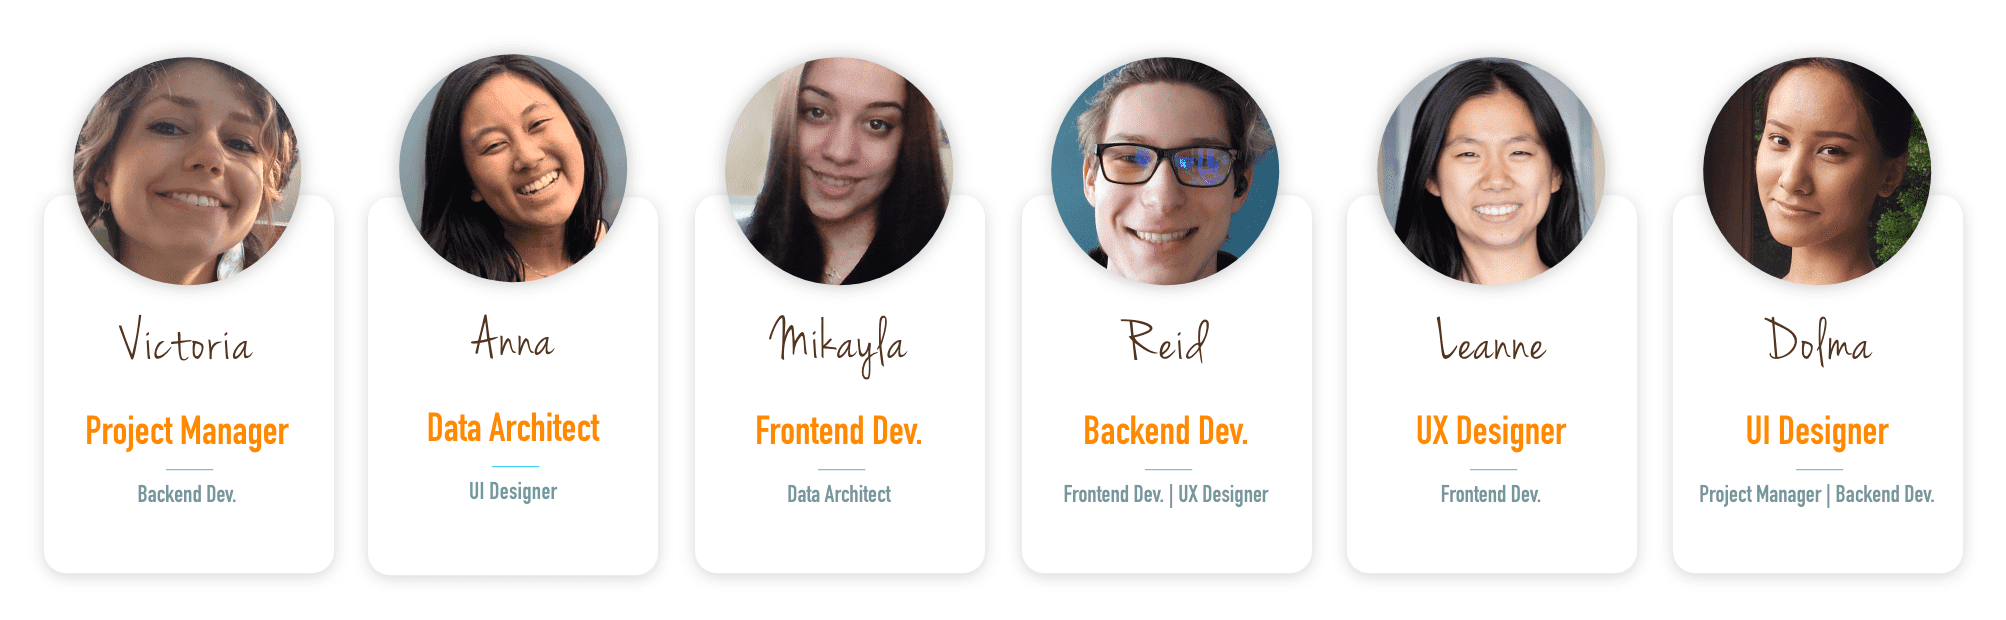 Victoria
Project Manager
Backend Dev.
Anna
Data Architect
UI Designer
Mikayla
Frontend Dev.
Data Architect
Reid
Backend Dev.
Frontend Dev. | UX Designer
Leanne
UX Designer
Frontend Dev.
Dolma
UI Designer
Project Manager | Backend Dev.